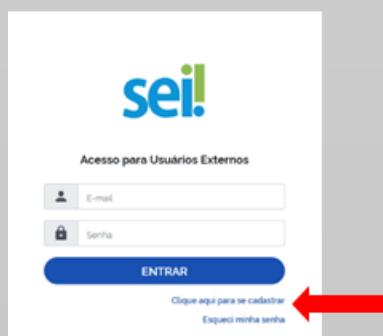 sei!
Acesso para Usuários Externos
E-mail
Senha
ENTRAR
Clique aqui para se cadastrar
Esqueci minha senha